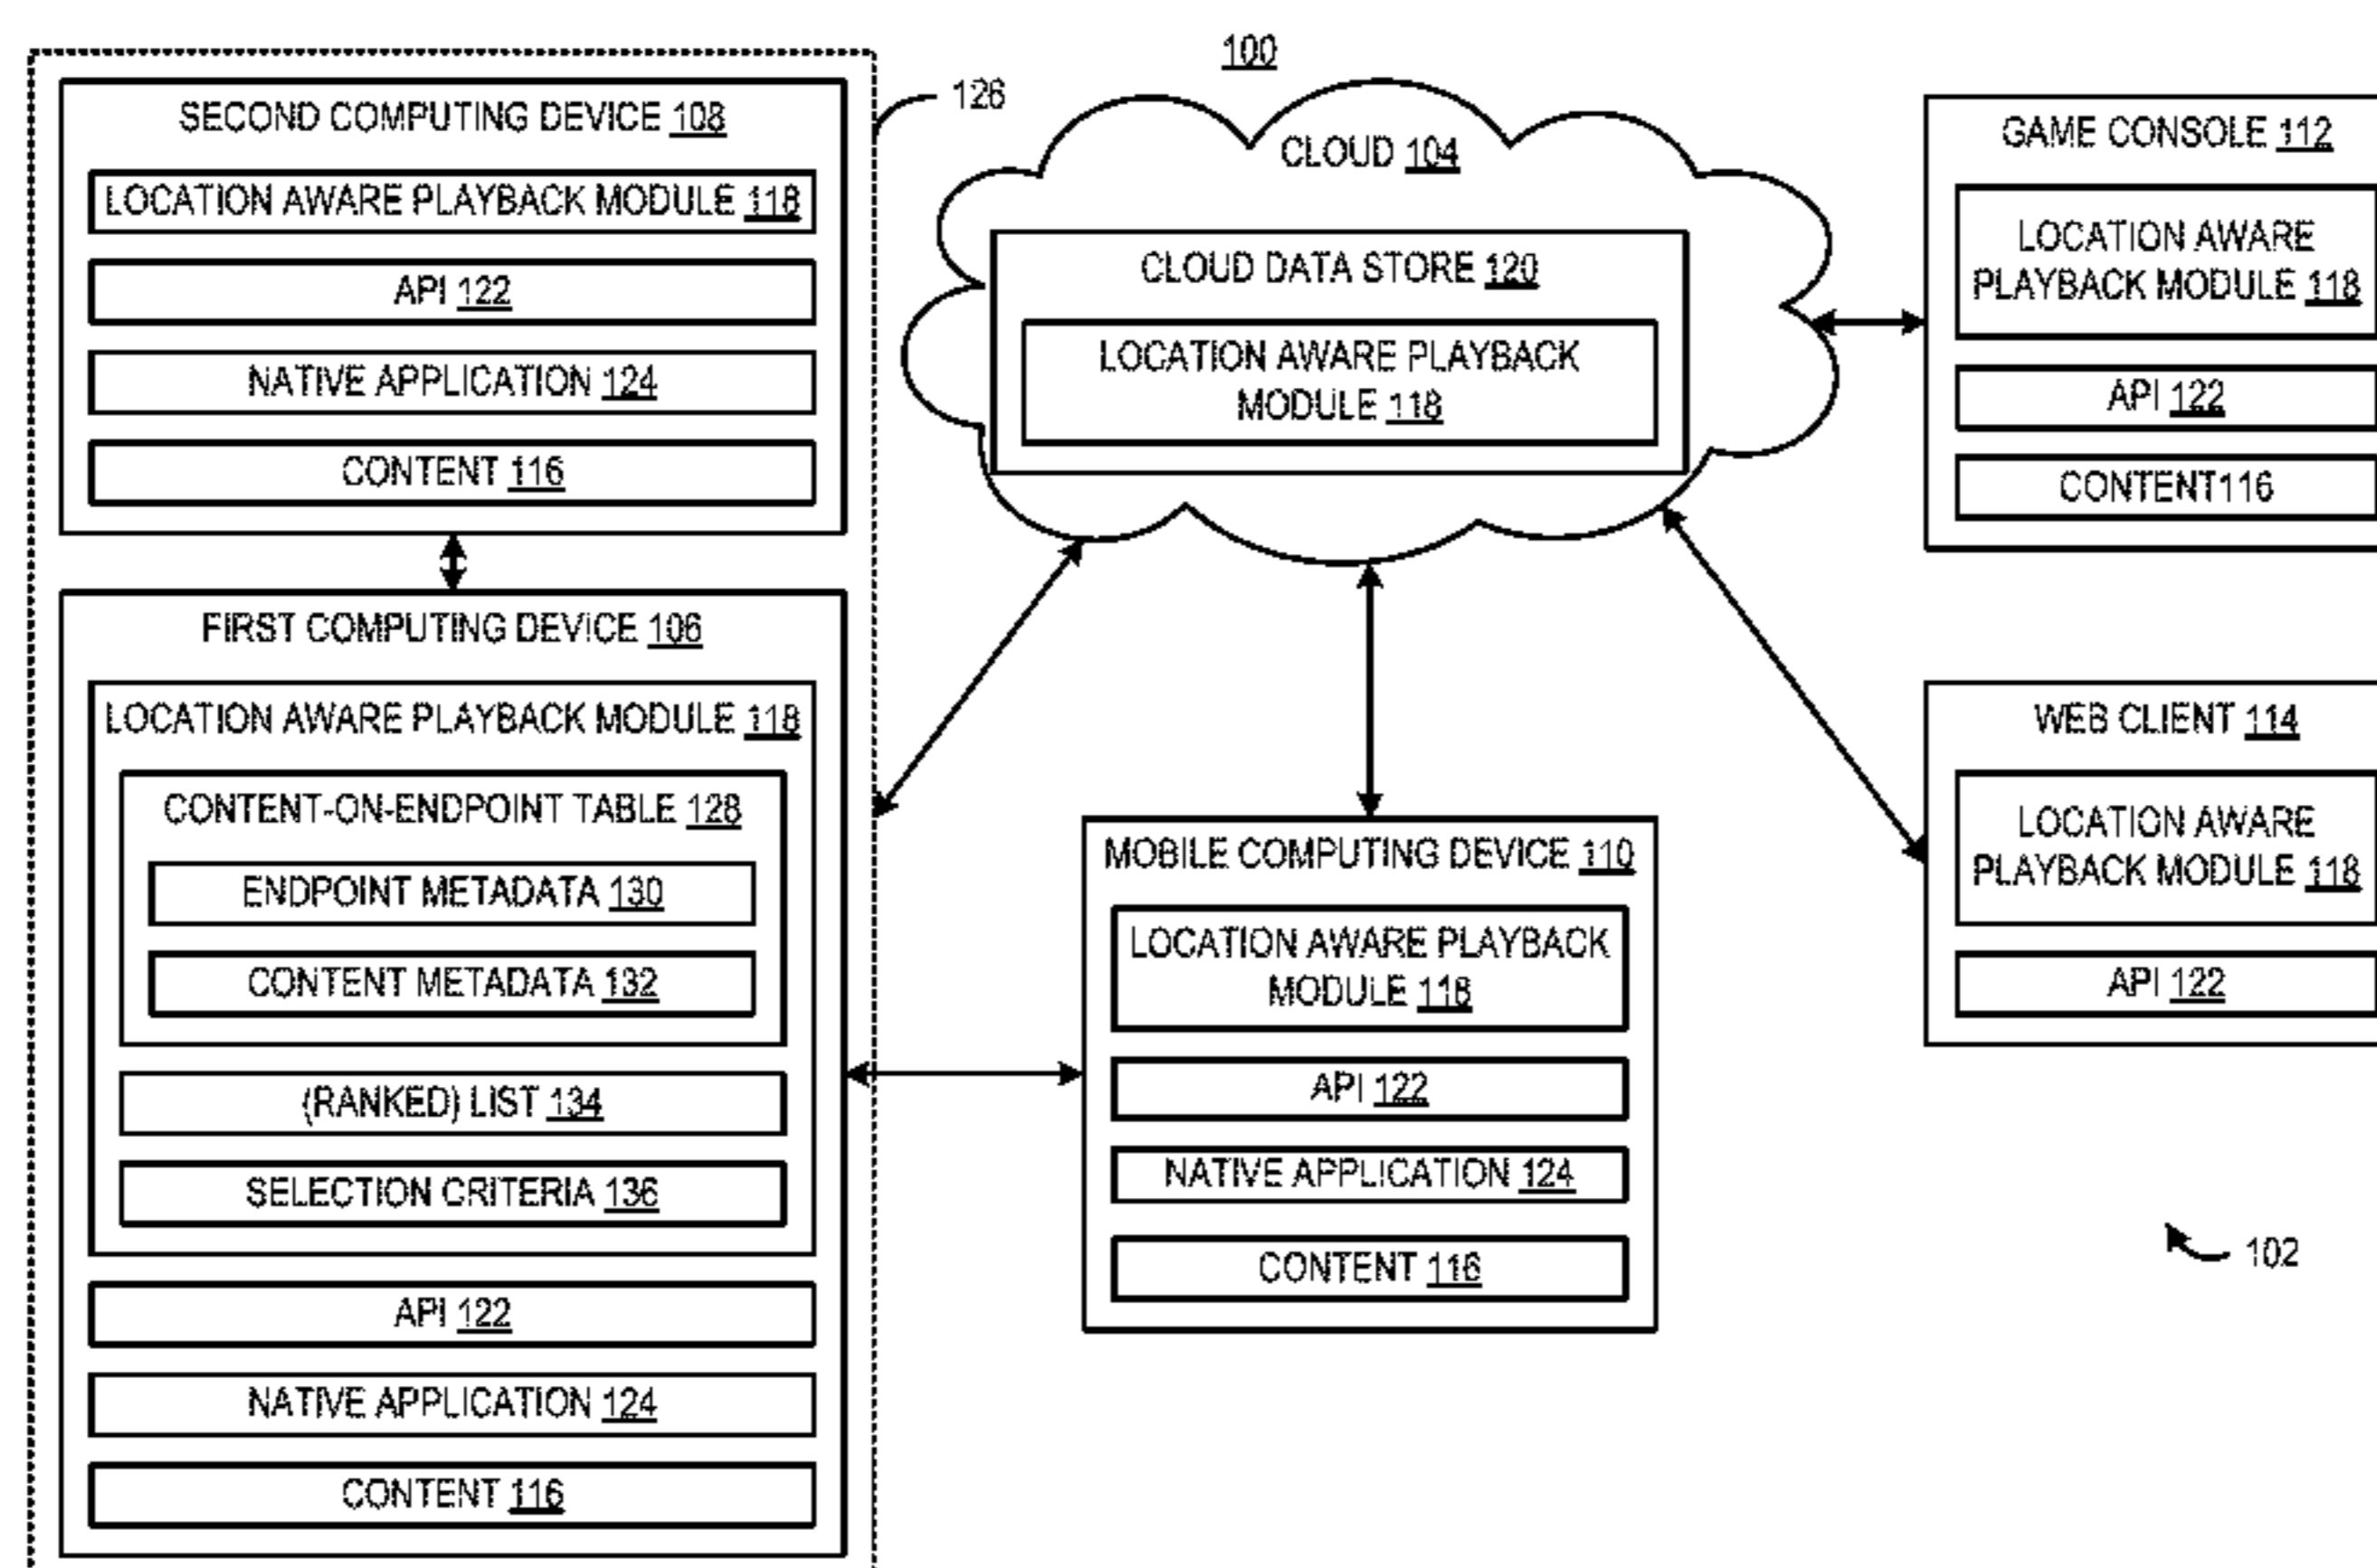 100
126
SECOND COMPUTING DEVICE 108
LOCATION AWARE PLAYBACK MODULE 118
API 122
NATIVE APPLICATION 124
CONTENT 116
FIRST COMPUTING DEVICE 106
LOCATION AWARE PLAYBACK MODULE 118
CONTENT-ON-ENDPOINT TABLE 128
ENDPOINT METADATA 130
CONTENT METADATA 132
(RANKED) LIST 134
SELECTION CRITERIA 136
API 122
NATIVE APPLICATION 124
CONTENT 116
CLOUD 104
CLOUD DATA STORE 120
LOCATION AWARE PLAYBACK
MODULE 118
MOBILE COMPUTING DEVICE 110
LOCATION AWARE PLAYBACK
MODULE 118
API 122
NATIVE APPLICATION 124
CONTENT 116
GAME CONSOLE 112
LOCATION AWARE
PLAYBACK MODULE 118
API 122
CONTENT116
WEB CLIENT 114
LOCATION AWARE
PLAYBACK MODULE 118
API 122
102